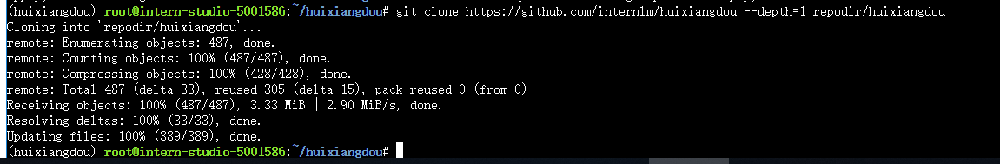 (huixiangdou) root@intern-studio-5001586:~/huixiangdou# git clone https://github.com/internlm/huixiangdou --depth=1 repodir/huixiangdou
Cloning into 'repodir/huixiangdou'...
remote: Enumerating objects: 487, done.
remote: Counting objects: 100% (487/487), done.
remote: Compressing objects: 100% (428/428), done.
remote: Total 487 (delta 33), reused 305 (delta 15), pack-reused 0 (from 0)
Receiving objects: 100% (487/487), 3.33 MiB | 2.90 MiB/s, done.
Resolving deltas: 100% (33/33), done.
Updating files: 100% (389/389), done.
(huixiangdou) root@intern-studio-5001586:~/huixiangdou#